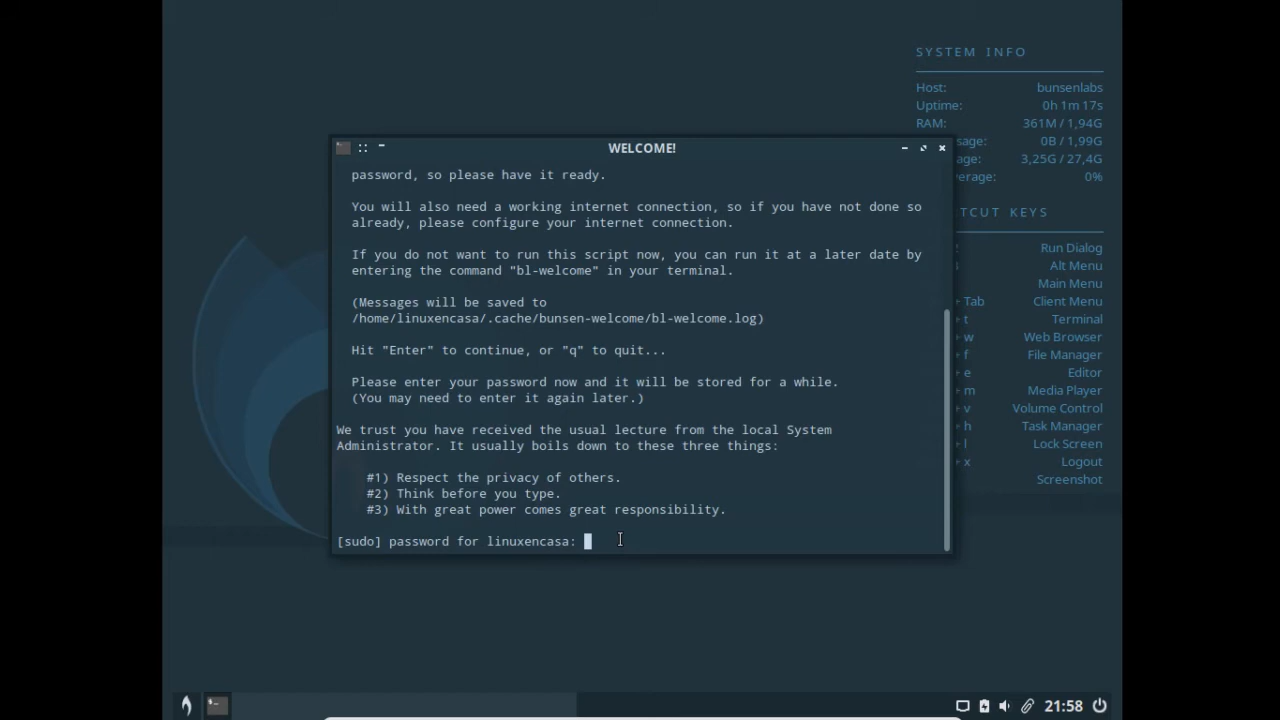 SYSTEM INFO
Host: bunsenlabs
Uptime: 0h 1m 17s
RAM: 361M / 1,94G
sage: 0B / 1,99G
age: 3,25G / 27,4G
verage: 0%
TCUT KEYS
Run Dialog
Alt Menu
Main Menu
+ Tab Client Menu
+ t Terminal
+ w Web Browser
+ f File Manager
+ e Editor
+ m Media Player
+ v Volume Control
+ h Task Manager
+ l Lock Screen
+ x Logout
Screenshot
WELCOME!
password, so please have it ready.
You will also need a working internet connection, so if you have not done so
already, please configure your internet connection.
If you do not want to run this script now, you can run it at a later date by
entering the command "bl-welcome" in your terminal.
(Messages will be saved to
/home/linuxencasa/.cache/bunsen-welcome/bl-welcome.log)
Hit "Enter" to continue, or "q" to quit...
Please enter your password now and it will be stored for a while.
(You may need to enter it again later.)
We trust you have received the usual lecture from the local System
Administrator. It usually boils down to these three things:
#1) Respect the privacy of others.
#2) Think before you type.
#3) With great power comes great responsibility.
[sudo] password for linuxencasa:
21:58